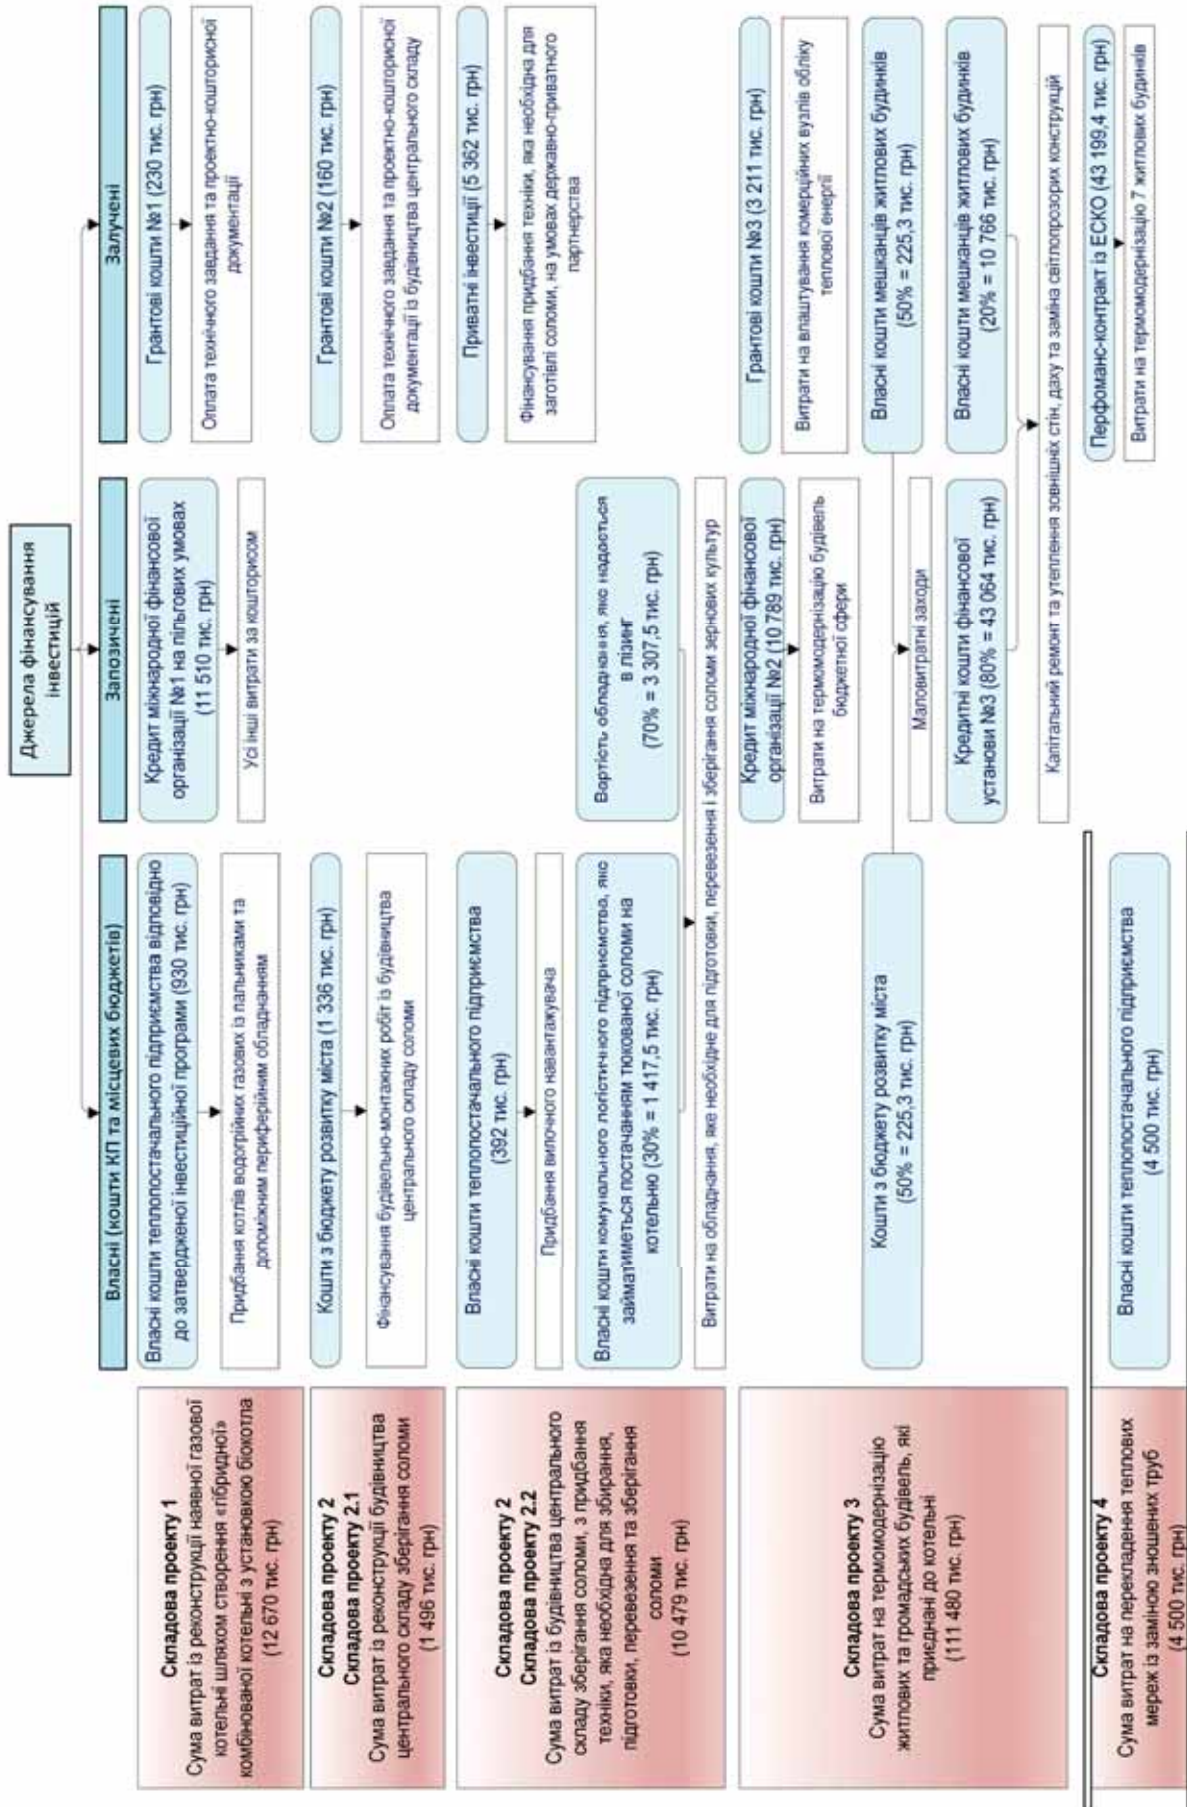 Джерела фінансування
інвестицій
Власні (кошти КП та місцевих бюджетів)
Запозичені
Залучені
Складова проекту 1
Сума витрат із реконструкції наявної газової
котельні шляхом створення «гібридної»
комбінованої котельні з установкою біокотла
(12 670 тис. грн)
Власні кошти теплопостачального підприємства відповідно
до затвердженої інвестиційної програми (930 тис. грн)
Придбання котлів водогрійних газових із пальниками та
допоміжним периферійним обладнанням
Кредит міжнародної фінансової
організації №1 на пільгових умовах
(11 510 тис. грн)
Усі інші витрати за кошторисом
Грантові кошти №1 (230 тис. грн)
Оплата технічного завдання та проектно-кошторисної
документації
Складова проекту 2
Складова проекту 2.1
Сума витрат із реконструкції будівництва
центрального складу зберігання соломи
(1 496 тис. грн)
Кошти з бюджету розвитку міста (1 336 тис. грн)
Фінансування будівельно-монтажних робіт із будівництва
центрального складу соломи
Грантові кошти №2 (160 тис. грн)
Оплата технічного завдання та проектно-кошторисної
документації із будівництва центрального складу
Складова проекту 2
Складова проекту 2.2
Сума витрат із будівництва центрального
складу зберігання соломи, з придбання
техніки, яка необхідна для збирання,
підготовки, перевезення та зберігання
соломи
(10 479 тис. грн)
Власні кошти теплопостачального підприємства
(392 тис. грн)
Придбання вилочного навантажувача
Приватні інвестиції (5 362 тис. грн)
Фінансування придбання техніки, яка необхідна для
заготівлі соломи, на умовах державно-приватного
партнерства
Власні кошти комунального логістичного підприємства, яке
займатиметься постачанням тюкованої соломи на
котельню (30% = 1 417,5 тис. грн)
Вартість обладнання, яке надається
в лізинг
(70% = 3 307,5 тис. грн)
Витрати на обладнання, яке необхідне для підготовки, перевезення і зберігання соломи зернових культур
Складова проекту 3
Сума витрат на термомодернізацію
житлових та громадських будівель, які
приєднані до котельні
(111 480 тис. грн)
Кредит міжнародної фінансової
організації №2 (10 789 тис. грн)
Витрати на термомодернізацію будівель
бюджетної сфери
Грантові кошти №3 (3 211 тис. грн)
Витрати на влаштування комерційних вузлів обліку
теплової енергії
Кошти з бюджету розвитку міста
(50% = 225,3 тис. грн)
Власні кошти мешканців житлових будинків
(50% = 225,3 тис. грн)
Маловитратні заходи
Кредитні кошти фінансової
установи №3 (80% = 43 064 тис. грн)
Власні кошти мешканців житлових будинків
(20% = 10 766 тис. грн)
Капітальний ремонт та утеплення зовнішніх стін, даху та заміна світлопрозорих конструкцій
Перфоманс-контракт із ЕСКО (43 199,4 тис. грн)
Витрати на термомодернізацію 7 житлових будинків
Складова проекту 4
Сума витрат на перекладення теплових
мереж із заміною зношених труб
(4 500 тис. грн)
Власні кошти теплопостачального підприємства
(4 500 тис. грн)